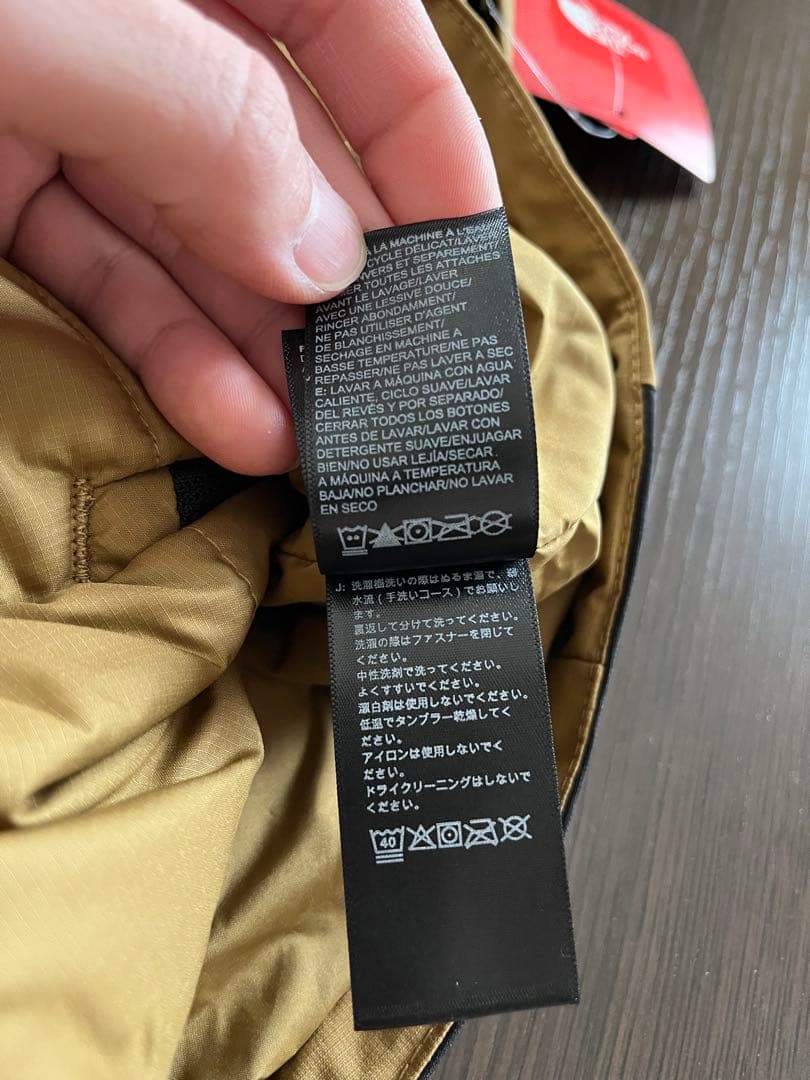 LA MACHINE À L'EA
CYCLE DÉLICAT/LAVER
VERS ET SEPAREMENT/
ER TOUTES LES ATTACHES
AVANT LE LAVAGE/LAVER
AVEC UNE LESSIVE DOUCE/
RINCER ABONDAMMENT/
NE PAS UTILISER D'AGENT
DE BLANCHISSEMENT/
SECHAGE EN MACHINE A
BASSE TEMPERATURE/NE PAS
REPASSER/NE PAS LAVER A SEC
E: LAVAR A MÁQUINA CON AGUA
CALIENTE, CICLO SUAVE/LAVAR
DEL REVÉS Y POR SEPARADO/
CERRAR TODOS LOS BOTONES
ANTES DE LAVAR/LAVAR CON
DETERGENTE SUAVE/ENJUAGAR
BIEN/NO USAR LEJÍA/SECAR
A MÁQUINA A TEMPERATURA
BAJA/NO PLANCHAR/NO LAVAR
EN SECO
J: 洗濯機洗いの際はぬるま湯で、弱
水流(手洗いコース)でお願いし
ます。
裏返して分けて洗ってください。
洗濯の際はファスナーを閉じて
ください。
中性洗剤で洗ってください。
よくすすいでください。
漂白剤は使用しないでください。
低温でタンブラー乾燥してく
ださい。
アイロンは使用しないでく
ださい。
ドライクリーニングはしないで
ください。
40